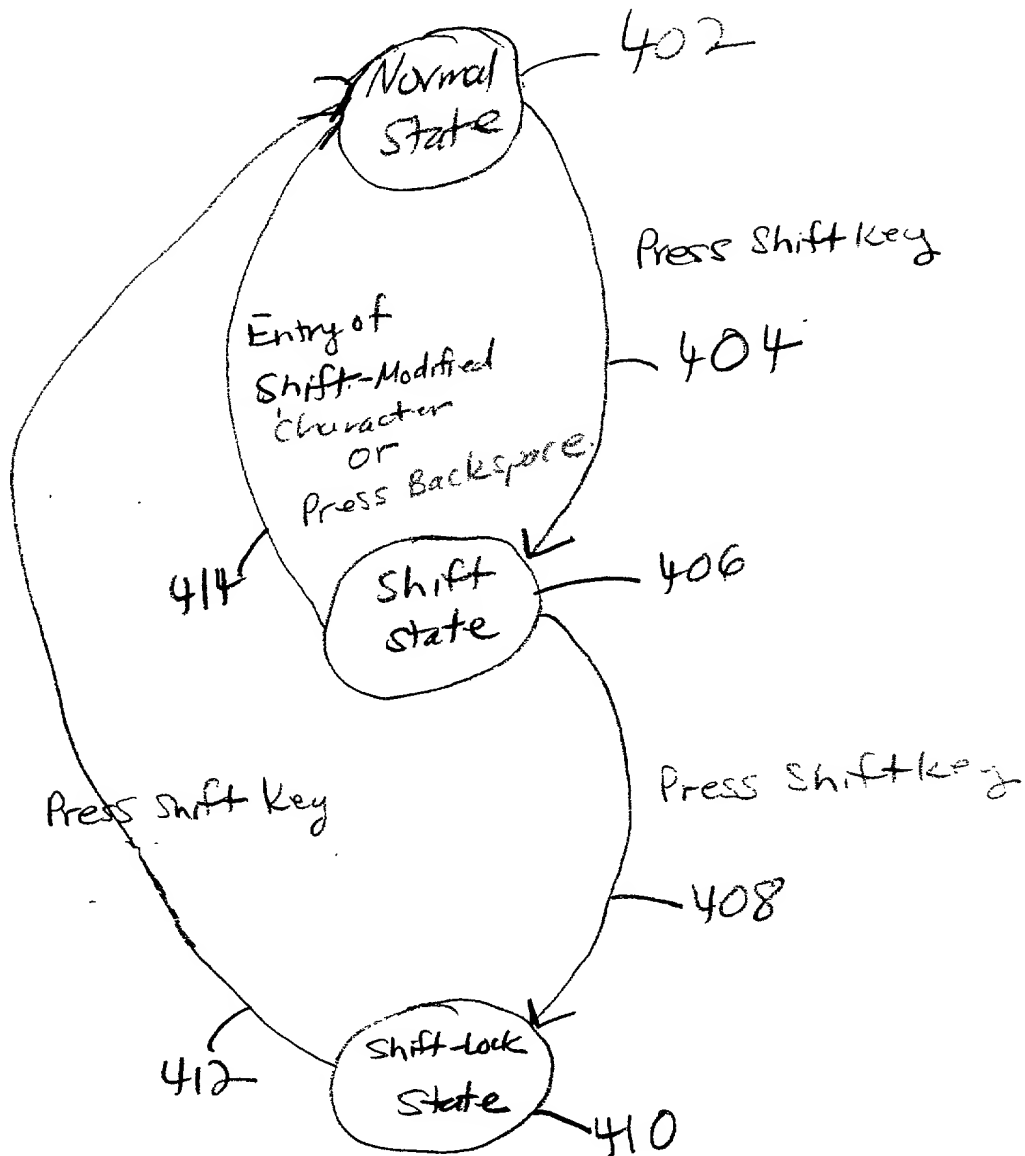 402
Normal
State
Press Shift Key
404
Entry of
Shift-Modified
Character
or
Press Backspace
406
414
Shift
State
Press Shift Key
Press Shift Key
408
412
Shift-Lock
State
410